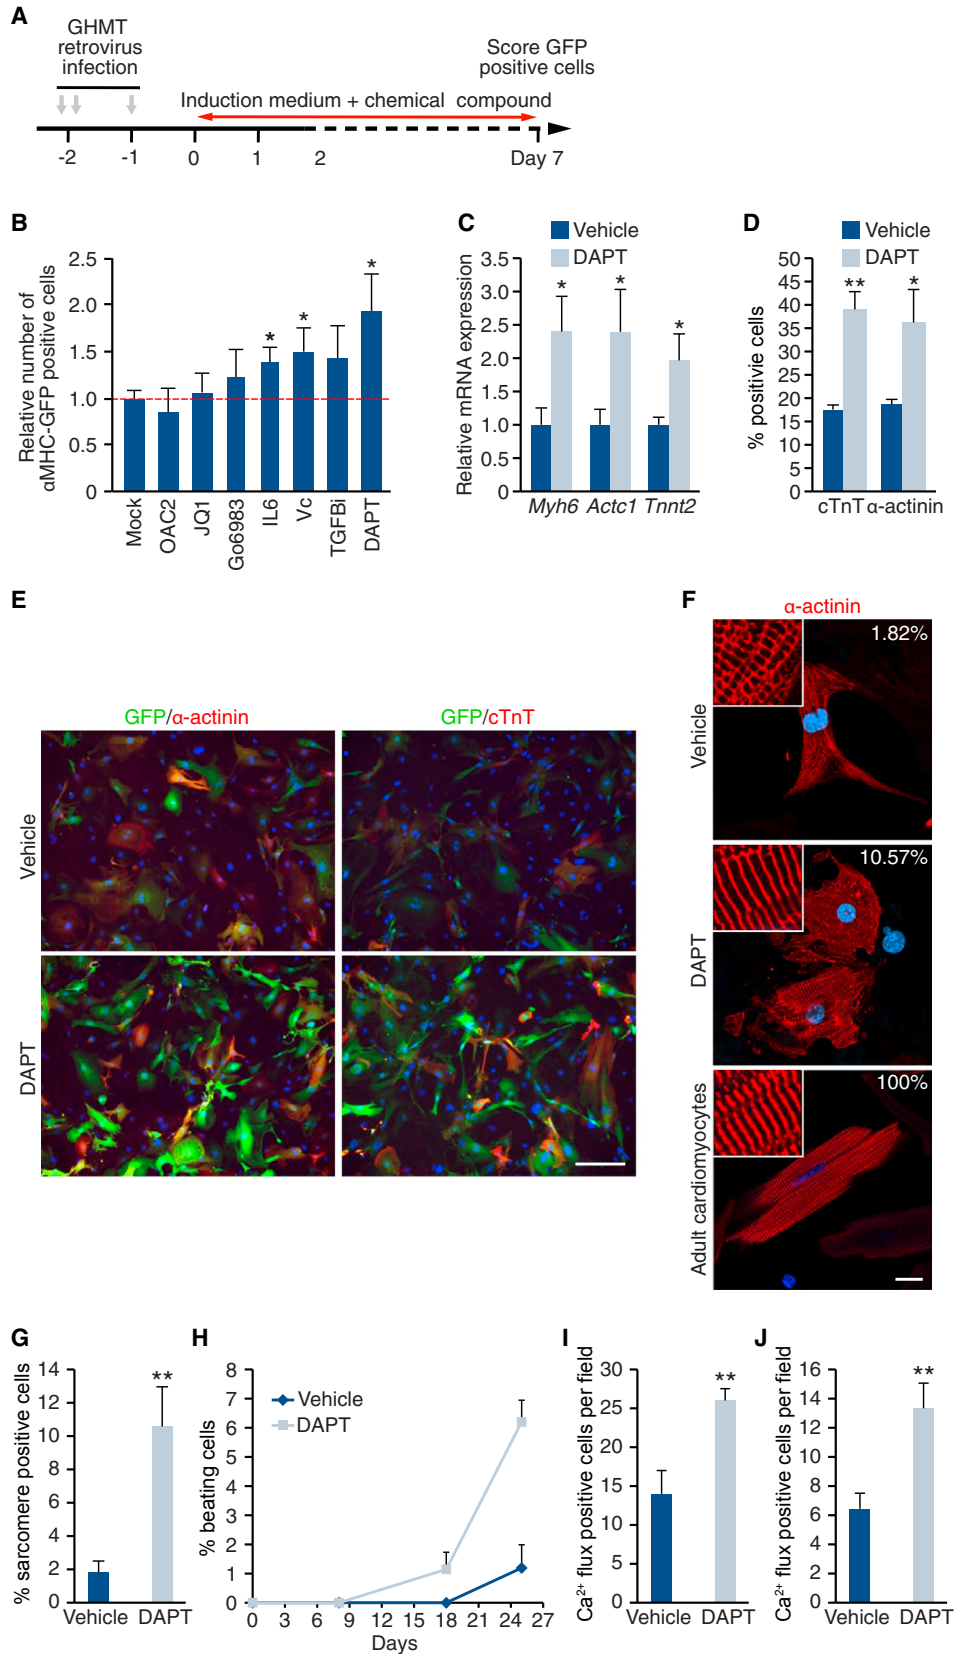 A
GHMT
retrovirus
infection
Score GFP
positive cells
Induction medium + chemical compound
-2
-1
0
1
2
Day 7
B
Relative number of
αMHC-GFP positive cells
2.5
2.0
1.5
1.0
0.5
0
*
*
*
Mock
OAC2
JQ1
Go6983
IL6
Vc
TGFBi
DAPT
C
Vehicle
DAPT
Relative mRNA expression
3.5
3.0
2.5
2.0
1.5
1.0
0.5
0
*
*
*
Myh6 Actc1 Tnnt2
D
Vehicle
DAPT
% positivie cells
50
45
40
35
30
25
20
15
10
5
0
**
*
cTnT α-actinin
E
GFP/α-actinin
GFP/cTnT
Vehicle
DAPT
F
α-actinin
1.82%
Vehicle
10.57%
DAPT
100%
Adult cardiomyocytes
G
% sarcomere positive cells
14
12
10
8
6
4
2
0
**
Vehicle DAPT
H
% beating cells
8
7
6
5
4
3
2
1
0
Vehicle
DAPT
0 3 6 9 12 15 18 21 24 27
Days
I
Ca²⁺ flux positive cells per field
30
25
20
15
10
5
0
**
Vehicle DAPT
J
Ca²⁺ flux positive cells per field
16
14
12
10
8
6
4
2
0
**
Vehicle DAPT